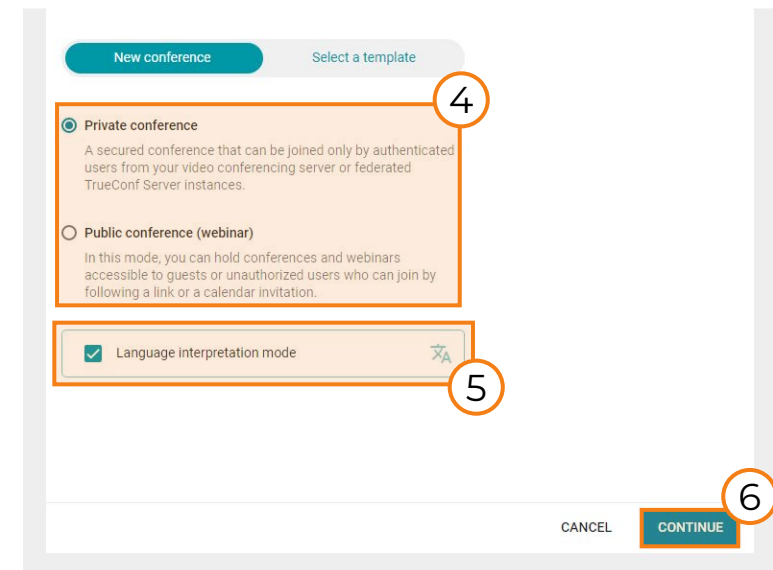 New conference
Select a template
4
Private conference
A secured conference that can be joined only by authenticated
users from your video conferencing server or federated
TrueConf Server instances.
Public conference (webinar)
In this mode, you can hold conferences and webinars
accessible to guests or unauthorized users who can join by
following a link or a calendar invitation.
Language interpretation mode
文A
5
6
CANCEL
CONTINUE